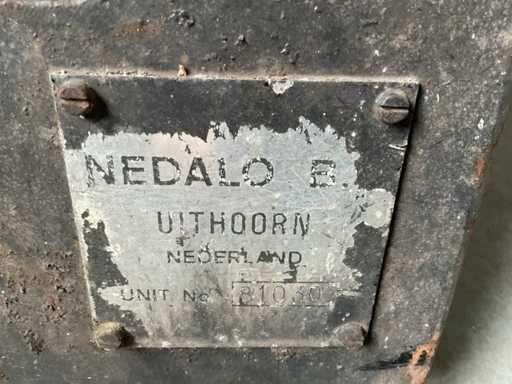 NEDALO B.
UITHOORN
NEDERLAND
UNIT. No